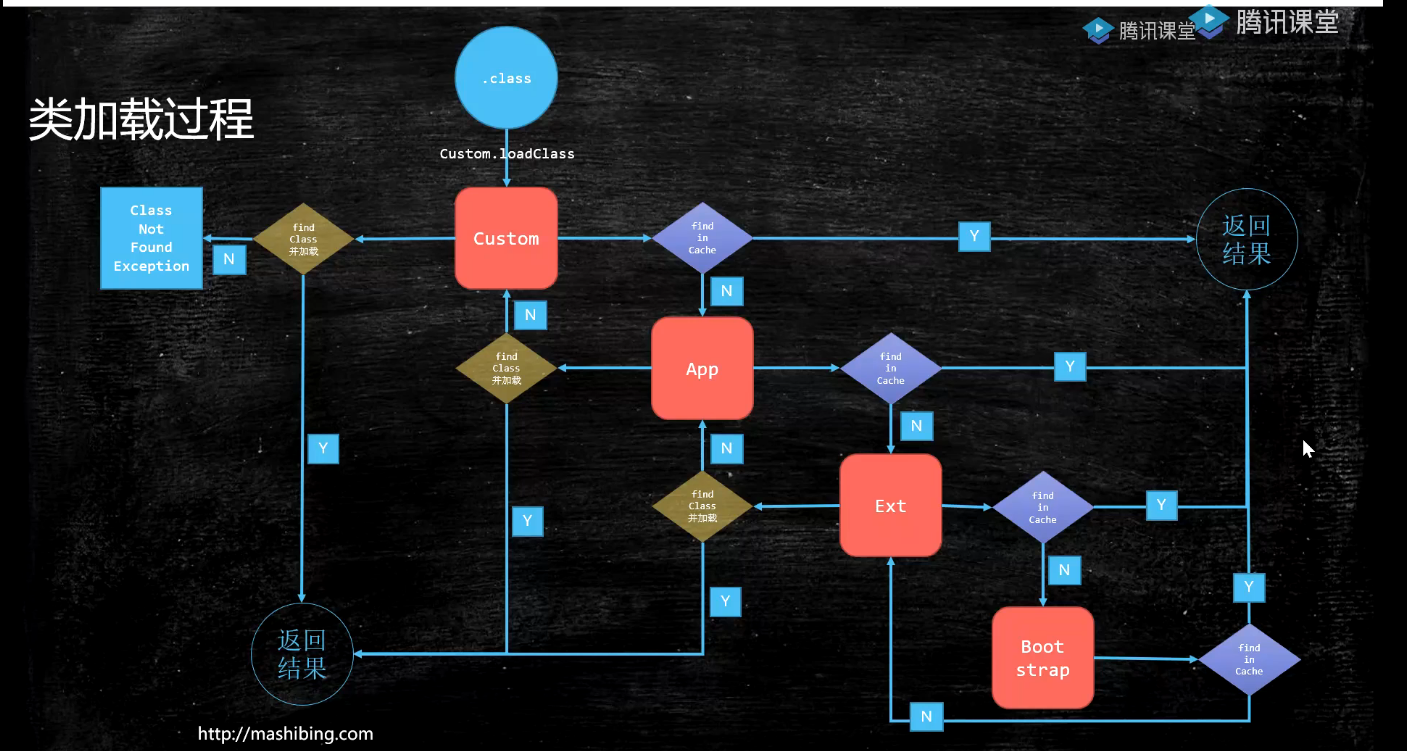 腾讯课堂
腾讯课堂
.class
类加载过程
Custom.loadClass
Class
Not
Found
Exception
N
find
Class
并加载
Custom
find
in
Cache
Y
返回
结果
N
N
find
Class
并加载
App
find
in
Cache
Y
Y
N
N
find
Class
并加载
Ext
find
in
Cache
Y
Y
N
Y
Y
返回
结果
Boot
strap
find
in
Cache
N
http://mashibing.com